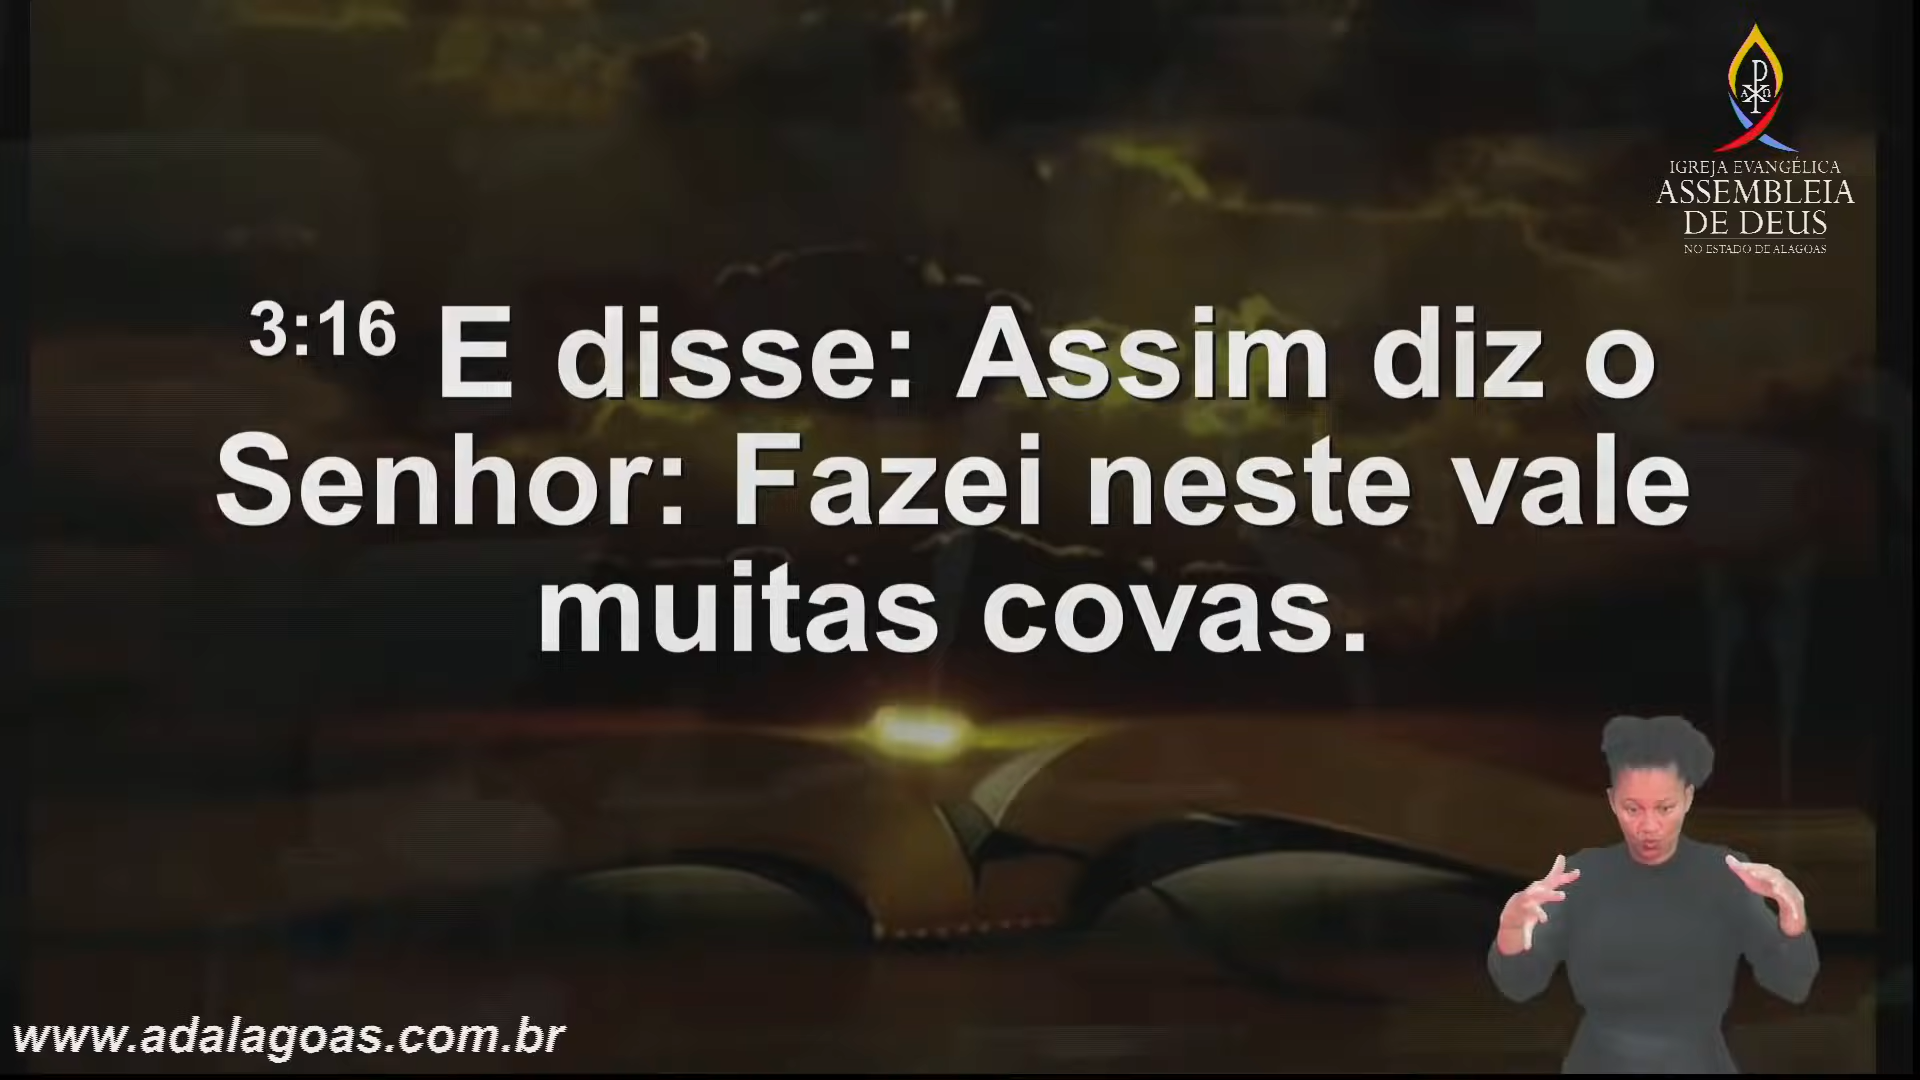 IGREJA EVANGÉLICA
ASSEMBLEIA
DE DEUS
NO ESTADO DE ALAGOAS
3:16 E disse: Assim diz o
Senhor: Fazei neste vale
muitas covas.
www.adalagoas.com.br